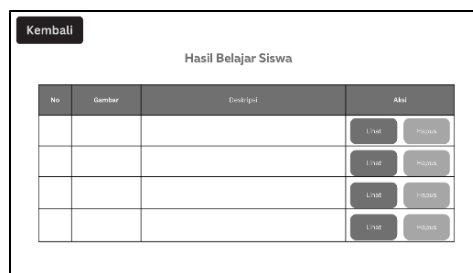 Kembali
Hasil Belajar Siswa
No Gambar Deskripsi Aksi
Lihat Hapus
Lihat Hapus
Lihat Hapus
Lihat Hapus